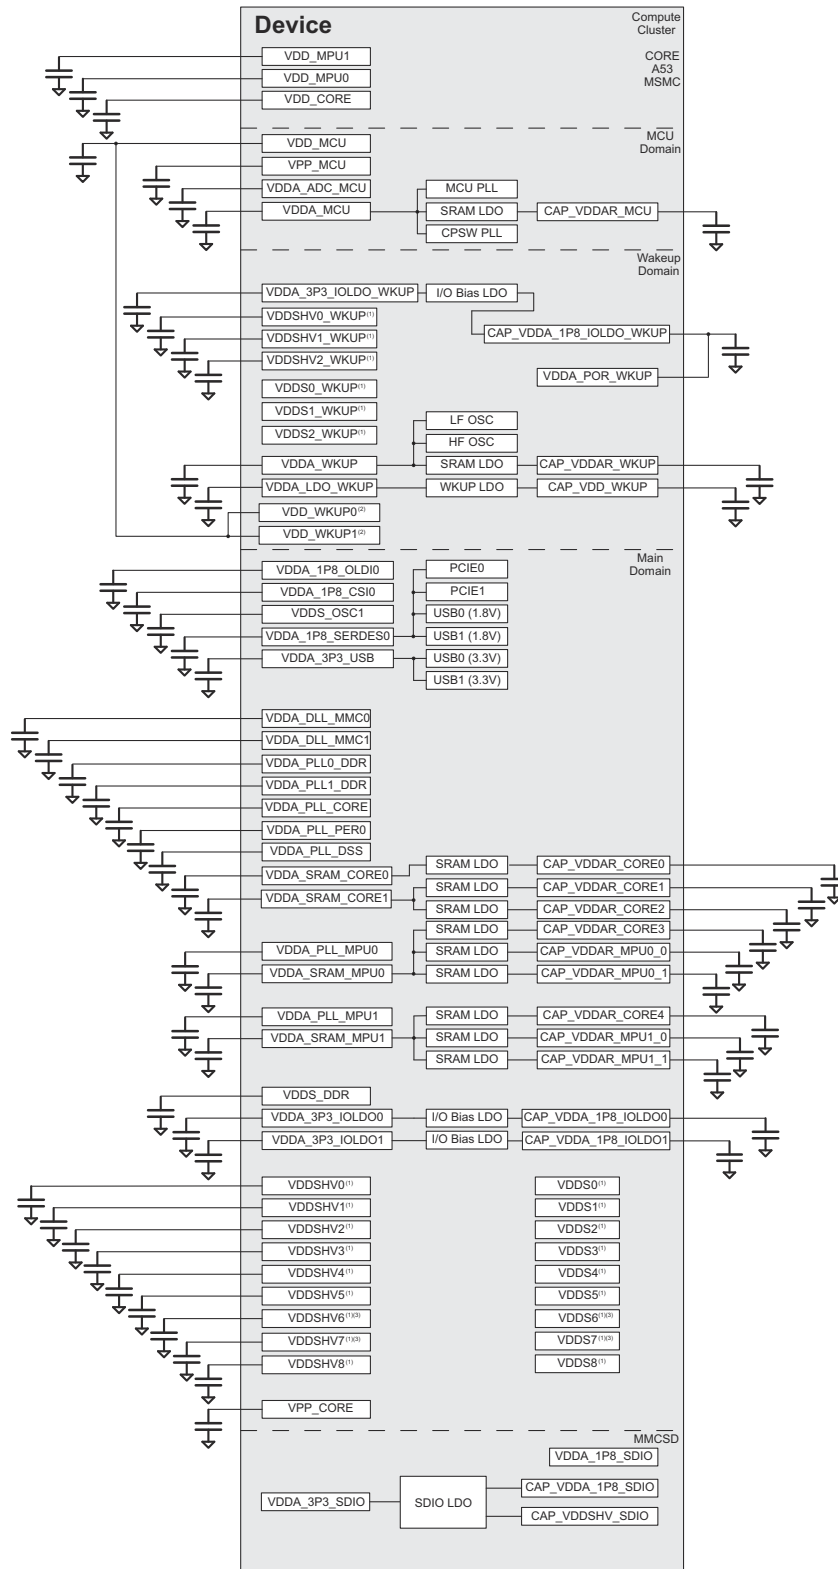 Device
Compute
Cluster
CORE
A53
MSMC
VDD_MPU1
VDD_MPU0
VDD_CORE
MCU
Domain
VDD_MCU
VPP_MCU
VDDA_ADC_MCU
MCU PLL
VDDA_MCU
SRAM LDO
CAP_VDDAR_MCU
CPSW PLL
Wakeup
Domain
VDDA_3P3_IOLDO_WKUP
I/O Bias LDO
VDDSHV0_WKUP(1)
CAP_VDDA_1P8_IOLDO_WKUP
VDDSHV1_WKUP(1)
VDDSHV2_WKUP(1)
VDDA_POR_WKUP
VDDS0_WKUP(1)
VDDS1_WKUP(1)
LF OSC
VDDS2_WKUP(1)
HF OSC
VDDA_WKUP
SRAM LDO
CAP_VDDAR_WKUP
VDDA_LDO_WKUP
WKUP LDO
CAP_VDD_WKUP
VDD_WKUP0(2)
VDD_WKUP1(2)
Main
Domain
VDDA_1P8_OLDI0
PCIE0
VDDA_1P8_CSI0
PCIE1
VDDS_OSC1
USB0 (1.8V)
VDDA_1P8_SERDES0
USB1 (1.8V)
VDDA_3P3_USB
USB0 (3.3V)
USB1 (3.3V)
VDDA_DLL_MMC0
VDDA_DLL_MMC1
VDDA_PLL0_DDR
VDDA_PLL1_DDR
VDDA_PLL_CORE
VDDA_PLL_PER0
VDDA_PLL_DSS
SRAM LDO
CAP_VDDAR_CORE0
VDDA_SRAM_CORE0
SRAM LDO
CAP_VDDAR_CORE1
VDDA_SRAM_CORE1
SRAM LDO
CAP_VDDAR_CORE2
SRAM LDO
CAP_VDDAR_CORE3
VDDA_PLL_MPU0
SRAM LDO
CAP_VDDAR_MPU0_0
VDDA_SRAM_MPU0
SRAM LDO
CAP_VDDAR_MPU0_1
VDDA_PLL_MPU1
SRAM LDO
CAP_VDDAR_CORE4
VDDA_SRAM_MPU1
SRAM LDO
CAP_VDDAR_MPU1_0
SRAM LDO
CAP_VDDAR_MPU1_1
VDDS_DDR
VDDA_3P3_IOLDO0
I/O Bias LDO
CAP_VDDA_1P8_IOLDO0
VDDA_3P3_IOLDO1
I/O Bias LDO
CAP_VDDA_1P8_IOLDO1
VDDSHV0(1)
VDDS0(1)
VDDSHV1(1)
VDDS1(1)
VDDSHV2(1)
VDDS2(1)
VDDSHV3(1)
VDDS3(1)
VDDSHV4(1)
VDDS4(1)
VDDSHV5(1)
VDDS5(1)
VDDSHV6(1)(3)
VDDS6(1)(3)
VDDSHV7(1)(3)
VDDS7(1)(3)
VDDSHV8(1)
VDDS8(1)
VPP_CORE
MMCSD
VDDA_1P8_SDIO
CAP_VDDA_1P8_SDIO
VDDA_3P3_SDIO
SDIO LDO
CAP_VDDSHV_SDIO